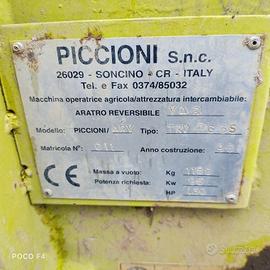 PICCIONI S.n.c.
26029 - SONCINO - CR - ITALY
Tel. e Fax 0374/85032
Macchina operatrice agricola/attrezzatura intercambiabile:
ARATRO REVERSIBILE
Modello: PICCIONI/ Tipo:
Matricola N° Anno costruzione:
Massa a vuoto: Kg
Potenza richiesta: Kw
HP
CE
POCO F4